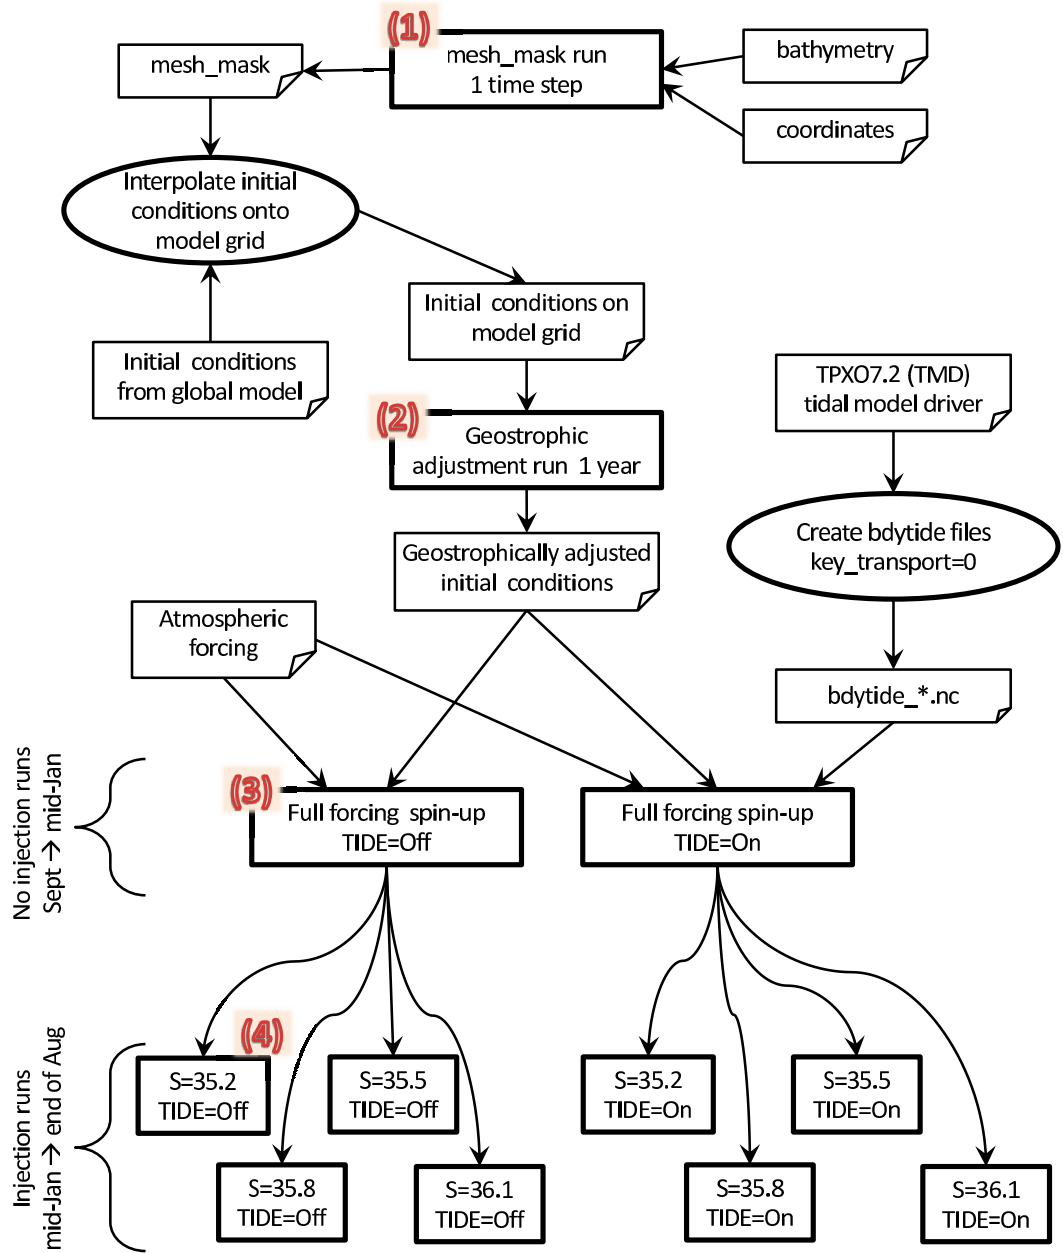 (1)
mesh_mask run
1 time step
mesh_mask
bathymetry
coordinates
Interpolate initial
conditions onto
model grid
Initial conditions on
model grid
Initial conditions
from global model
TPXO7.2 (TMD)
tidal model driver
(2)
Geostrophic
adjustment run 1 year
Create bdytide files
key_transport=0
Geostrophically adjusted
initial conditions
Atmospheric
forcing
bdytide_*.nc
No injection runs
Sept → mid-Jan
(3)
Full forcing spin-up
TIDE=Off
Full forcing spin-up
TIDE=On
Injection runs
mid-Jan → end of Aug
(4)
S=35.2
TIDE=Off
S=35.5
TIDE=Off
S=35.2
TIDE=On
S=35.5
TIDE=On
S=35.8
TIDE=Off
S=36.1
TIDE=Off
S=35.8
TIDE=On
S=36.1
TIDE=On